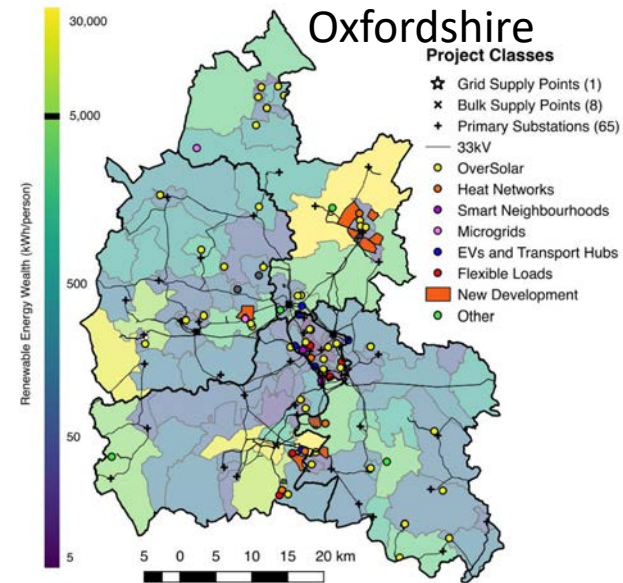 Oxfordshire
Project Classes
Grid Supply Points (1)
Bulk Supply Points (8)
Primary Substations (65)
33kV
OverSolar
Heat Networks
Smart Neighbourhoods
Microgrids
EVs and Transport Hubs
Flexible Loads
New Development
Other
30,000
5,000
500
50
5
Renewable Energy Wealth (kWh/person)
5 0 5 10 15 20 km